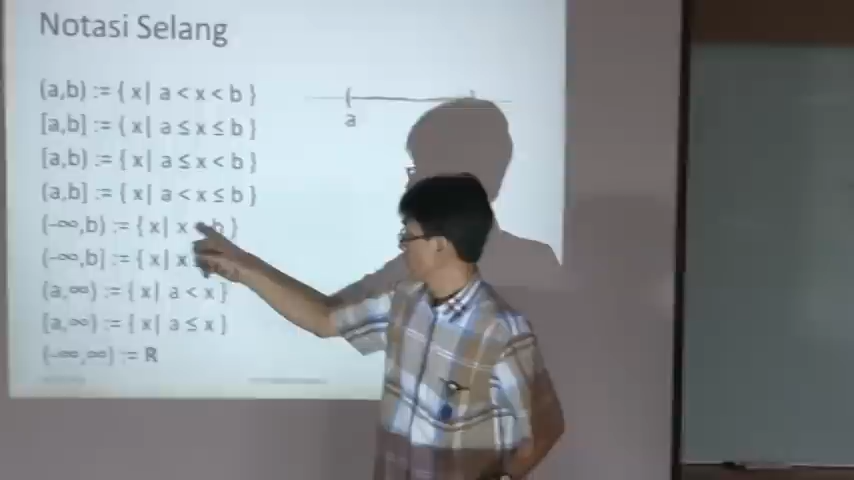 Notasi Selang
(a,b) := { x| a < x < b }
[a,b] := { x| a ≤ x ≤ b }
[a,b) := { x| a ≤ x < b }
(a,b] := { x| a < x ≤ b }
(-∞,b) := { x| x b }
(-∞,b] := { x| x
(a,∞) := { x| a < x }
[a,∞) := { x| a ≤ x }
(-∞,∞) := R
( a